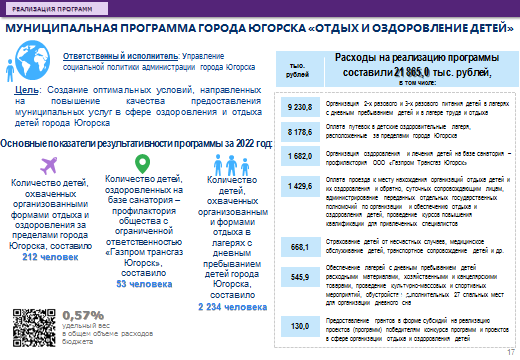 РЕАЛИЗАЦИЯ ПРОГРАММ
МУНИЦИПАЛЬНАЯ ПРОГРАММА ГОРОДА ЮГОРСКА «ОТДЫХ И ОЗДОРОВЛЕНИЕ ДЕТЕЙ»
Ответственный исполнитель: Управление
социальной политики администрации города Югорска
Цель: Создание оптимальных условий, направленных
на повышение качества предоставления
муниципальных услуг в сфере оздоровления и отдыха
детей города Югорска
Основные показатели результативности программы за 2022 год:
Количество детей,
охваченных
организованными
формами отдыха и
оздоровления за
пределами города
Югорска, составило
212 человек
Количество детей,
оздоровленных на
базе санатория –
профилактория
общества с
ограниченной
ответственностью
«Газпром трансгаз
Югорск»,
составило
53 человека
Количество
детей,
охваченных
организованным
и формами
отдыха в
лагерях с
дневным
пребыванием
детей города
Югорска,
составило
2 234 человека
0,57%
удельный вес
в общем объеме расходов
бюджета
тыс.
рублей
Расходы на реализацию программы
составили 21 865,0 тыс. рублей,
в том числе:
9 230,8
Организация 2-х разового и 3-х разового питания детей в лагерях
с дневным пребыванием детей и в лагере труда и отдыха
8 178,6
Оплата путевок в детские оздоровительные лагеря,
расположенные за пределами города Югорска
1 682,0
Организация оздоровления и лечения детей на базе санатория –
профилактория ООО «Газпром Трансгаз Югорск»
1 429,6
Оплата проезда к месту нахождения организаций отдыха детей и
их оздоровления и обратно, суточных сопровождающим лицам,
администрирование переданных отдельных государственных
полномочий по организации и обеспечению отдыха и
оздоровления детей, проведение курсов повышения
квалификации для привлеченных специалистов
668,1
Страхование детей от несчастных случаев, медицинское
обслуживание детей, транспортное сопровождение детей и др.
545,9
Обеспечение лагерей с дневным пребыванием детей
расходными материалами, хозяйственными и канцелярскими
товарами, проведение культурно-массовых и спортивных
мероприятий, обустройство дополнительных 27 спальных мест
для организации дневного сна
130,0
Предоставление грантов в форме субсидий на реализацию
проектов (программ) победителям конкурса программ и проектов
в сфере организации отдыха и оздоровления детей
17